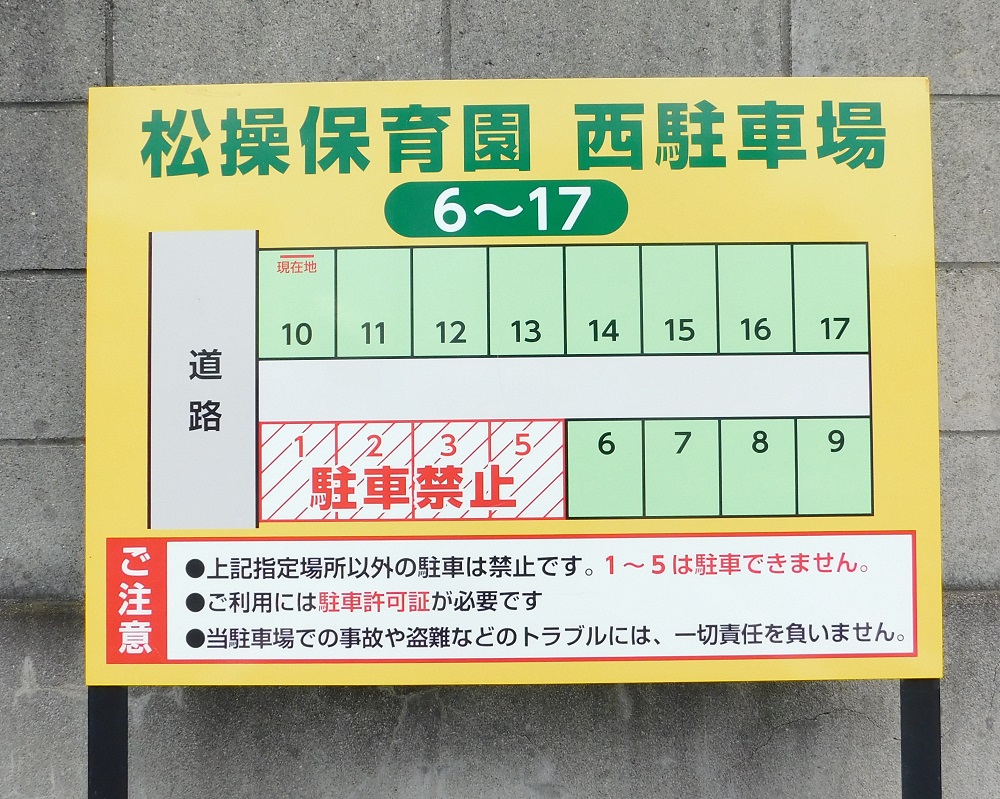 松操保育園 西駐車場
6～17
現在地
10 11 12 13 14 15 16 17
道路
1 2 3 5 6 7 8 9
駐車禁止
ご注意
●上記指定場所以外の駐車は禁止です。1～5は駐車できません。
●ご利用には駐車許可証が必要です
●当駐車場での事故や盗難などのトラブルには、一切責任を負いません。